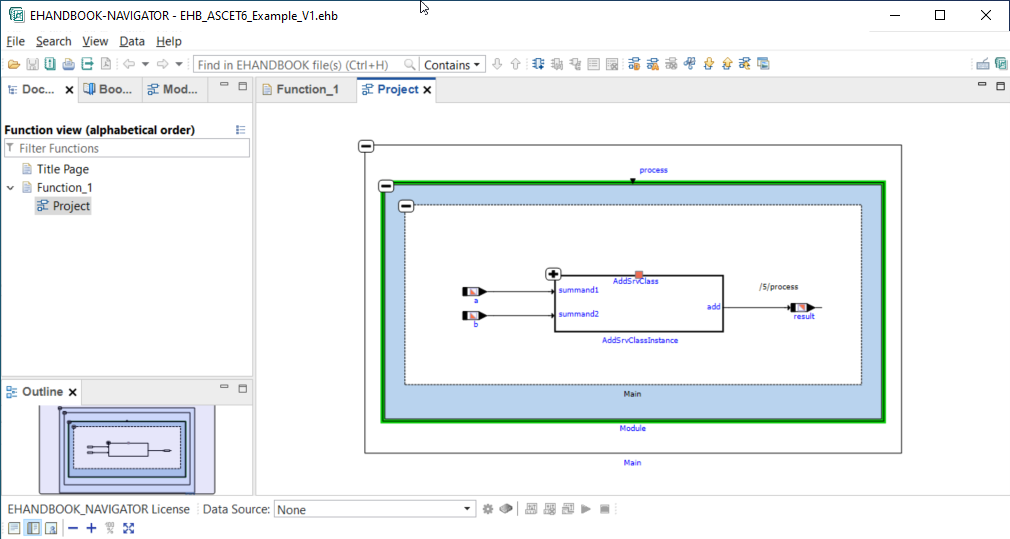 EHANDBOOK-NAVIGATOR - EHB_ASCET6_Example_V1.ehb
File Search View Data Help
Find in EHANDBOOK file(s) (Ctrl+H) Contains
Doc... Boo... Mod...
Function_1 Project
Function view (alphabetical order)
Filter Functions
Title Page
Function_1
Project
process
AddSrvClass
summand1
a
summand2
b
add
/5/process
result
AddSrvClassInstance
Main
Module
Main
Outline
EHANDBOOK_NAVIGATOR License Data Source: None